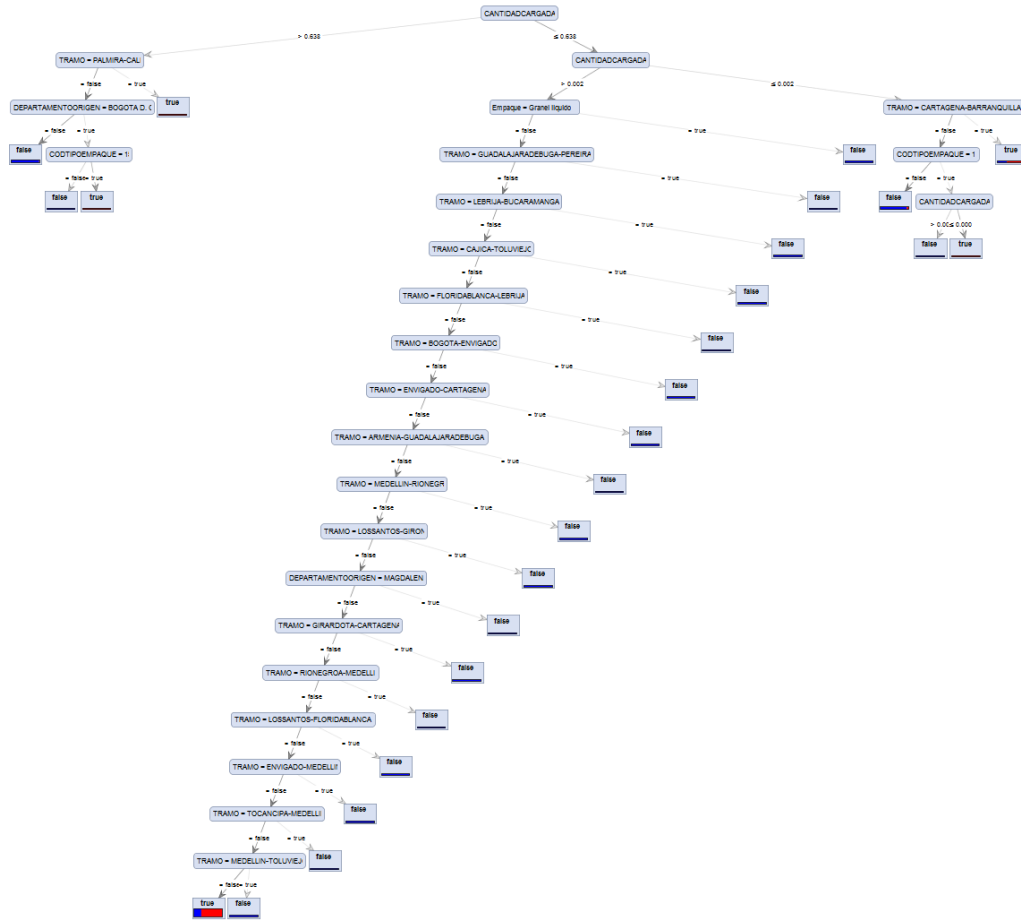 CANTIDADCARGADA
> 0.638
≤ 0.638
TRAMO = PALMIRA-CALI
CANTIDADCARGADA
= false
= true
> 0.002
≤ 0.002
DEPARTAMENTOORIGEN = BOGOTA D. C
true
Empaque = Granel liquido
TRAMO = CARTAGENA-BARRANQUILLA
= false
= true
= false
= true
= false
= true
false
CODTIPOEMPAQUE = 1
TRAMO = GUADALAJARADEBUGA-PEREIRA
false
CODTIPOEMPAQUE = 1
true
= false
= true
= false
= true
= false
= true
false
true
TRAMO = LEBRIJA-BUCARAMANGA
false
false
CANTIDADCARGADA
= false
= true
> 0.000
≤ 0.000
TRAMO = CAJICA-TOLUVIEJO
false
false
true
= false
= true
TRAMO = FLORIDABLANCA-LEBRIJA
false
= false
= true
TRAMO = BOGOTA-ENVIGADO
false
= false
= true
TRAMO = ENVIGADO-CARTAGENA
false
= false
= true
TRAMO = ARMENIA-GUADALAJARADEBUGA
false
= false
= true
TRAMO = MEDELLIN-RIONEGR
false
= false
= true
TRAMO = LOSSANTOS-GIRON
false
= false
= true
DEPARTAMENTOORIGEN = MAGDALEN
false
= false
= true
TRAMO = GIRARDOTA-CARTAGENA
false
= false
= true
TRAMO = RIONEGROA-MEDELLI
false
= false
= true
TRAMO = LOSSANTOS-FLORIDABLANCA
false
= false
= true
TRAMO = ENVIGADO-MEDELLIN
false
= false
= true
TRAMO = TOCANCIPA-MEDELLI
false
= false
= true
TRAMO = MEDELLIN-TOLUVIEJO
false
= false
= true
true
false